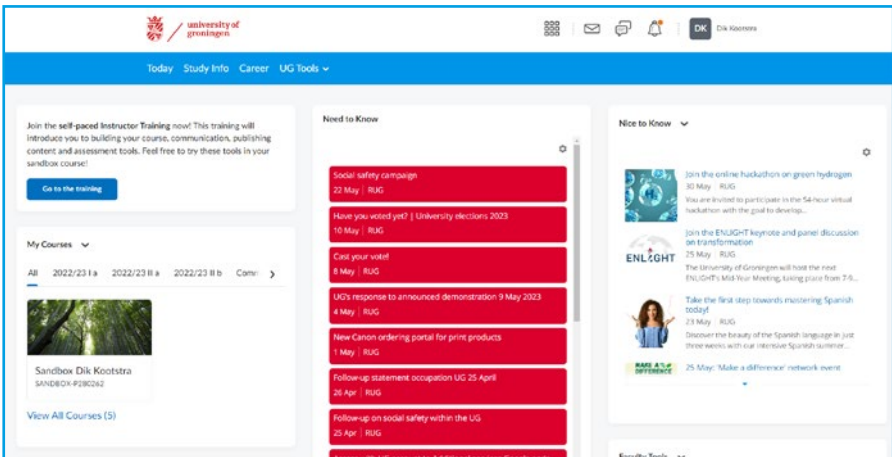 university of
groningen
DK
Dik Kootstra
Today Study Info Career UG Tools
Join the self-paced Instructor Training now! This training will
introduce you to building your course, communication, publishing
content and assessment tools. Feel free to try these tools in your
sandbox course!
Go to the training
My Courses
All 2022/23 I a 2022/23 II a 2022/23 II b
Sandbox Dik Kootstra
SANDBOX-P280262
View All Courses (5)
Need to Know
Social safety campaign
22 May | RUG
Have you voted yet? | University elections 2023
10 May | RUG
Cast your vote!
8 May | RUG
UG's response to announced demonstration 9 May 2023
4 May | RUG
New Canon ordering portal for print products
1 May | RUG
Follow-up statement occupation UG 25 April
26 Apr | RUG
Follow-up on social safety within the UG
25 Apr | RUG
Nice to Know
Join the online hackathon on green hydrogen
30 May | RUG
You are invited to participate in the 54-hour virtual
hackathon with the goal to develop...
ENLIGHT
Join the ENLIGHT keynote and panel discussion
on transformation
25 May | RUG
The University of Groningen will host the next
ENLIGHT's Mid-Year Meeting, taking place from 7-9...
Take the first step towards mastering Spanish
today!
23 May | RUG
Discover the beauty of the Spanish language in just
three weeks with our intensive Spanish summer...
MAKE A
DIFFERENCE
25 May: 'Make a difference' network event
Faculty Tools